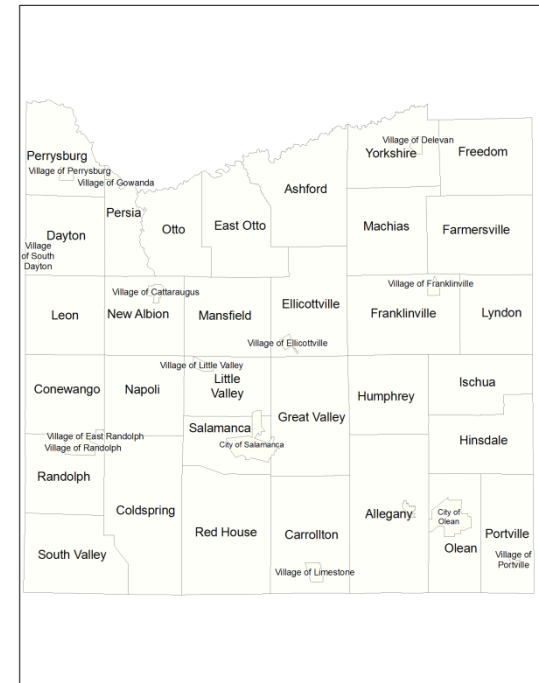 Village of Delevan
Yorkshire
Freedom
Perrysburg
Village of Perrysburg
Village of Gowanda
Ashford
Persia
Otto
East Otto
Machias
Farmersville
Dayton
Village
of South
Dayton
Village of Cattaraugus
Village of Franklinville
Leon
New Albion
Mansfield
Ellicottville
Franklinville
Lyndon
Village of Ellicottville
Village of Little Valley
Little
Valley
Conewango
Napoli
Humphrey
Ischua
Great Valley
Salamanca
City of Salamanca
Village of East Randolph
Village of Randolph
Hinsdale
Randolph
Coldspring
Red House
Carrollton
Allegany
City of
Olean
Olean
Portville
Village of
Portville
South Valley
Village of Limestone